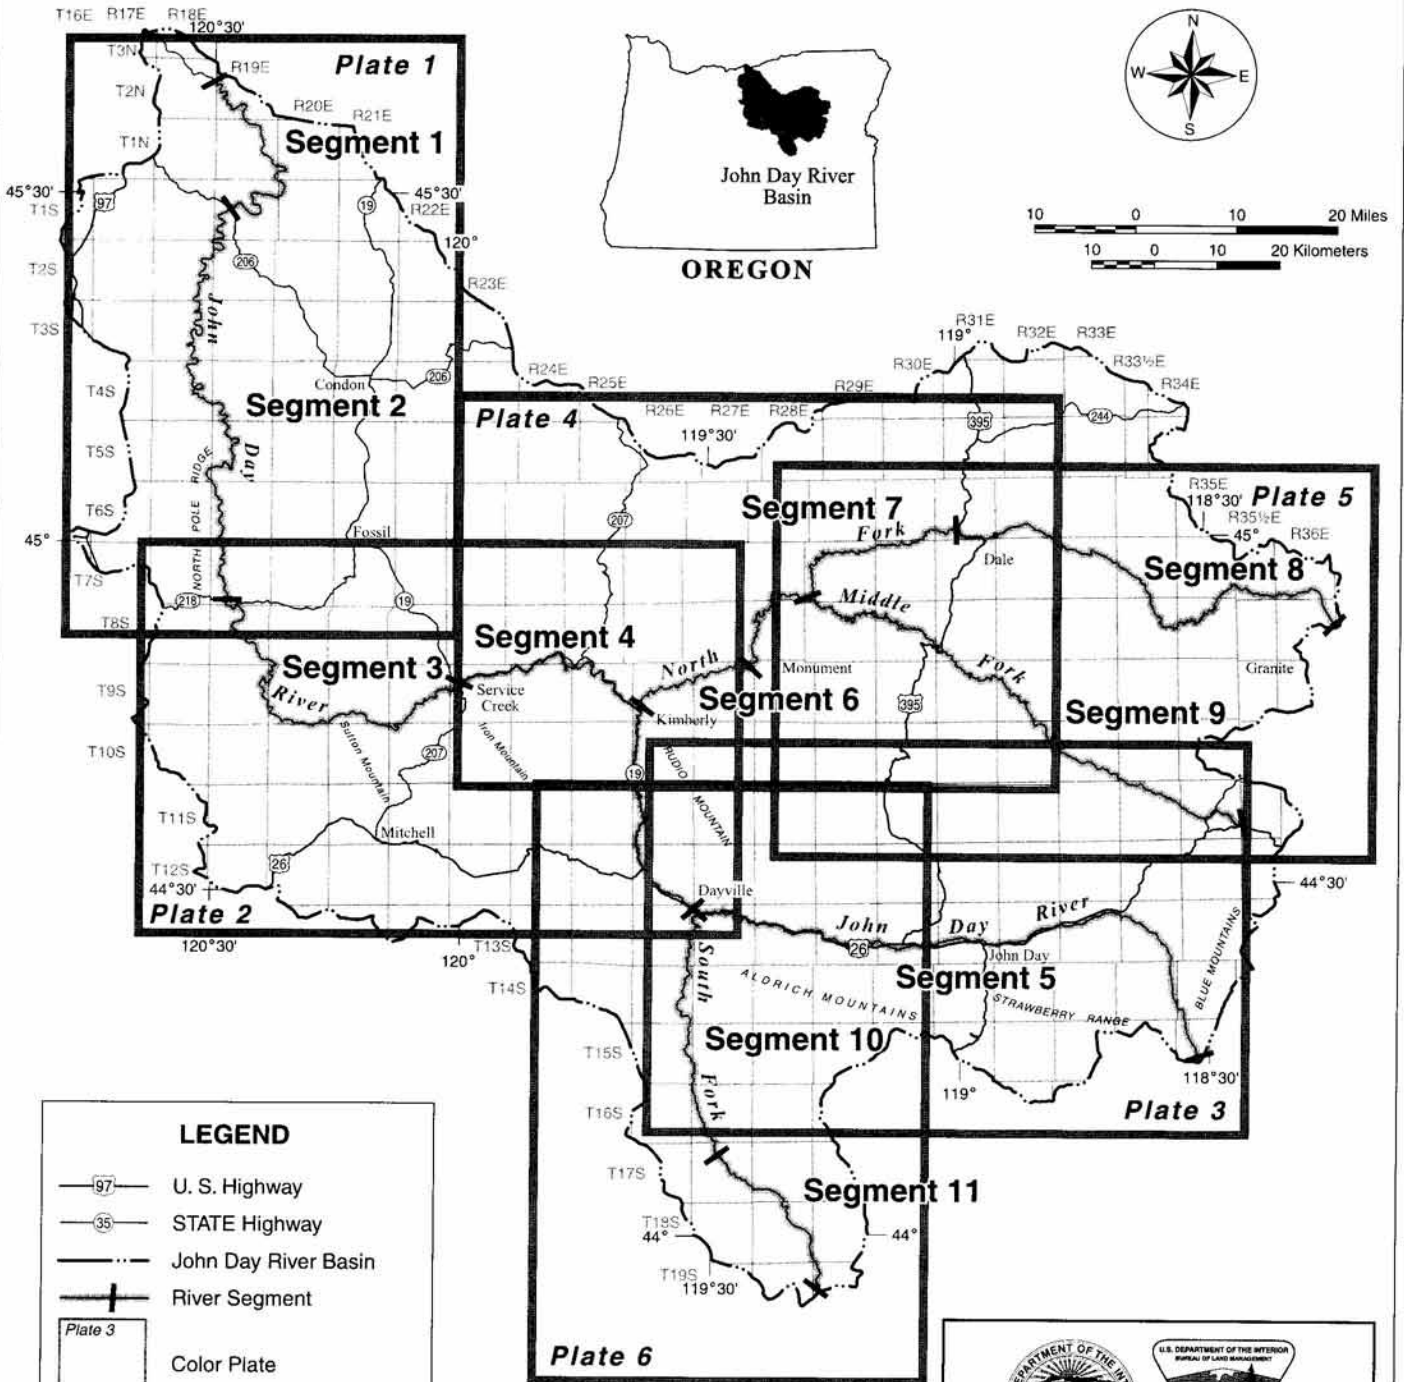 T16E R17E R18E
120°30'
T3N
R19E
Plate 1
T2N
R20E
R21E
T1N
Segment 1
45°30'
45°30'
T1S
97
19
R22E
120°
T2S
206
R23E
T3S
John
Condon
206
R24E
R25E
T4S
Segment 2
Day
T5S
NORTH POLE RIDGE
T6S
45°
Fossil
T7S
218
19
T8S
N
W E
S
John Day River
Basin
OREGON
10 0 10 20 Miles
10 0 10 20 Kilometers
R31E
119°
R32E R33E
R33½E
R30E
R34E
R29E
Plate 4
R26E R27E R28E
119°30'
395
244
207
Segment 7
Fork
Dale
R35E
118°30'
Plate 5
R35½E
45°
R36E
Segment 8
Middle
Fork
Segment 4
North
Monument
Granite
Segment 3
River
Service
Creek
Segment 6
Kimberly
395
Segment 9
T9S
T10S
Sutton Mountain
207
Iron Mountain
19
RUDIO MOUNTAIN
T11S
Mitchell
T12S
44°30'
26
Plate 2
120°30'
120°
Dayville
44°30'
T13S
T14S
South
John Day River
26
John Day
Segment 5
ALDRICH MOUNTAINS
STRAWBERRY RANGE
BLUE MOUNTAINS
Segment 10
T15S
Fork
119°
118°30'
Plate 3
T16S
T17S
Segment 11
T18S
44°
44°
T19S
119°30'
Plate 6
LEGEND
97 U. S. Highway
35 STATE Highway
John Day River Basin
River Segment
Plate 3
Color Plate
U.S. DEPARTMENT OF THE INTERIOR
BUREAU OF LAND MANAGEMENT